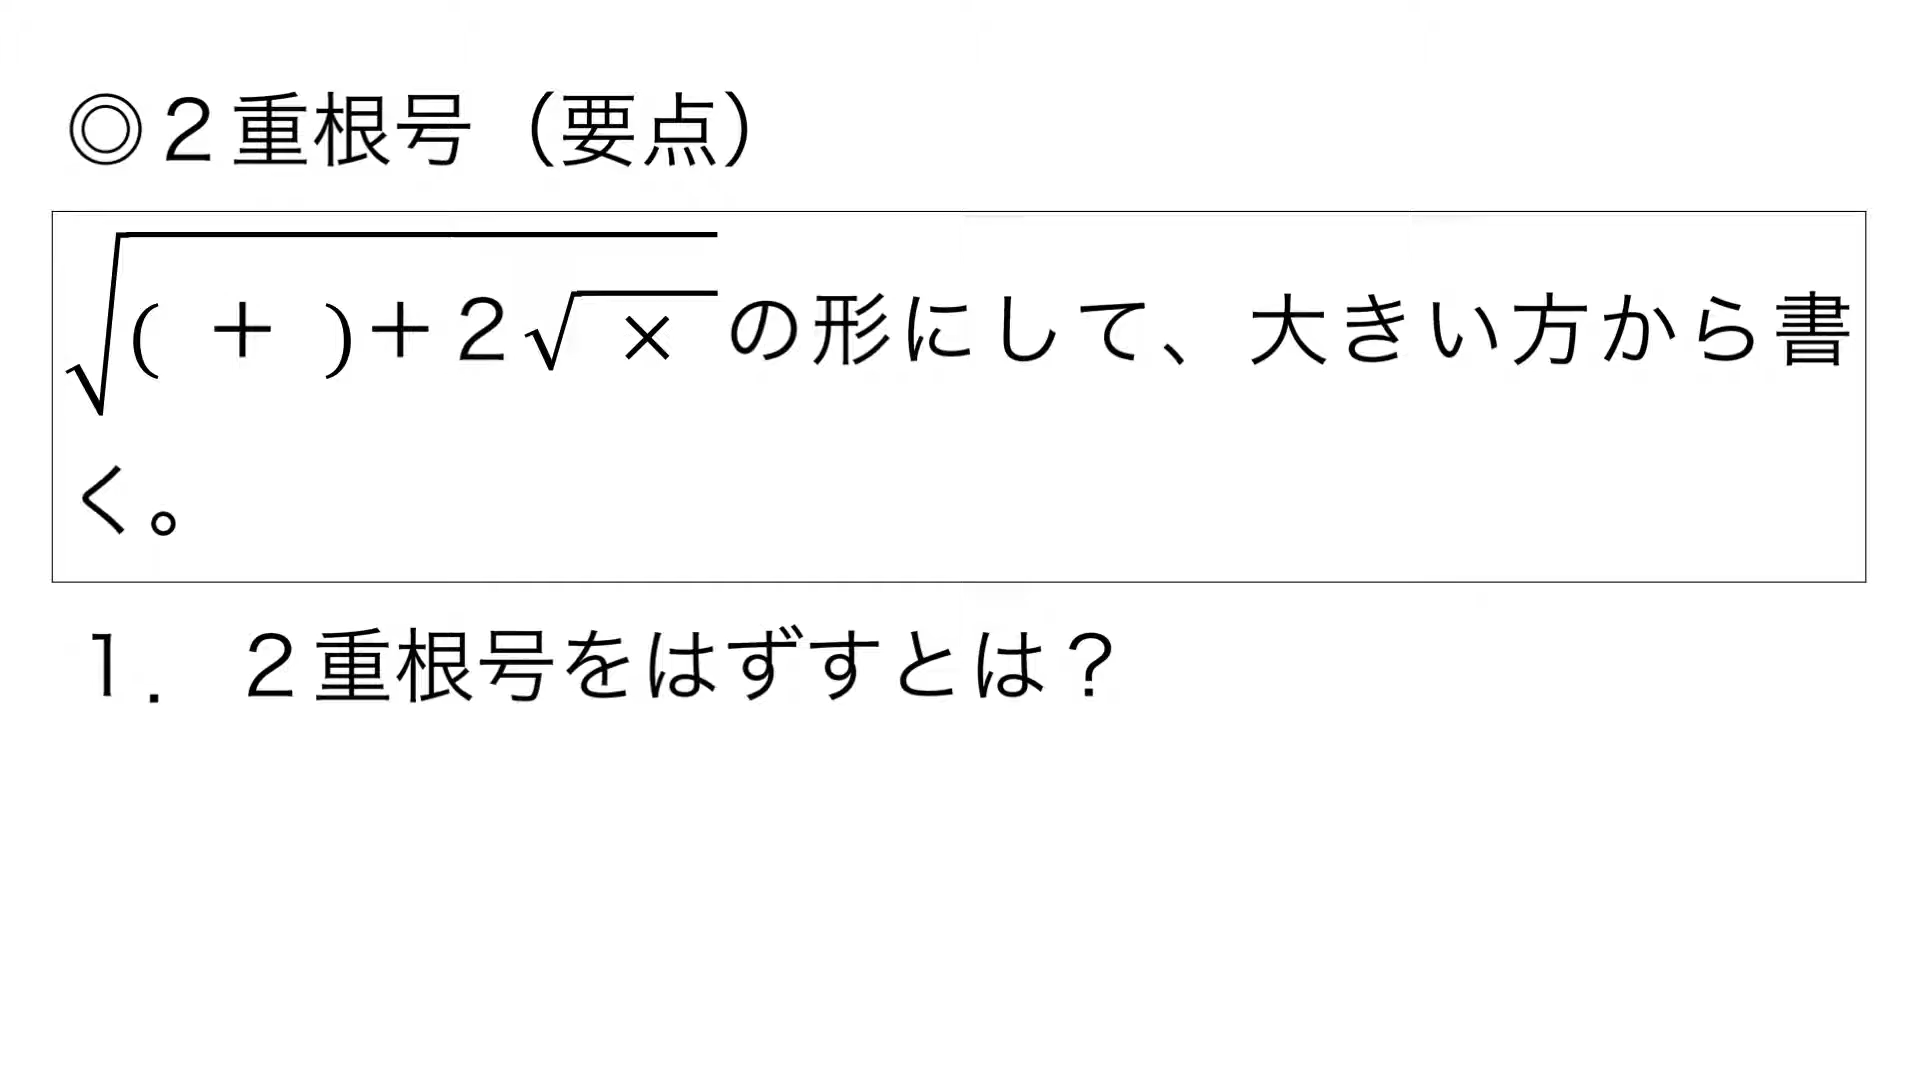 ◎２重根号（要点）
√(　＋　)＋２√　×　の形にして、大きい方から書
く。
１．　２重根号をはずすとは？